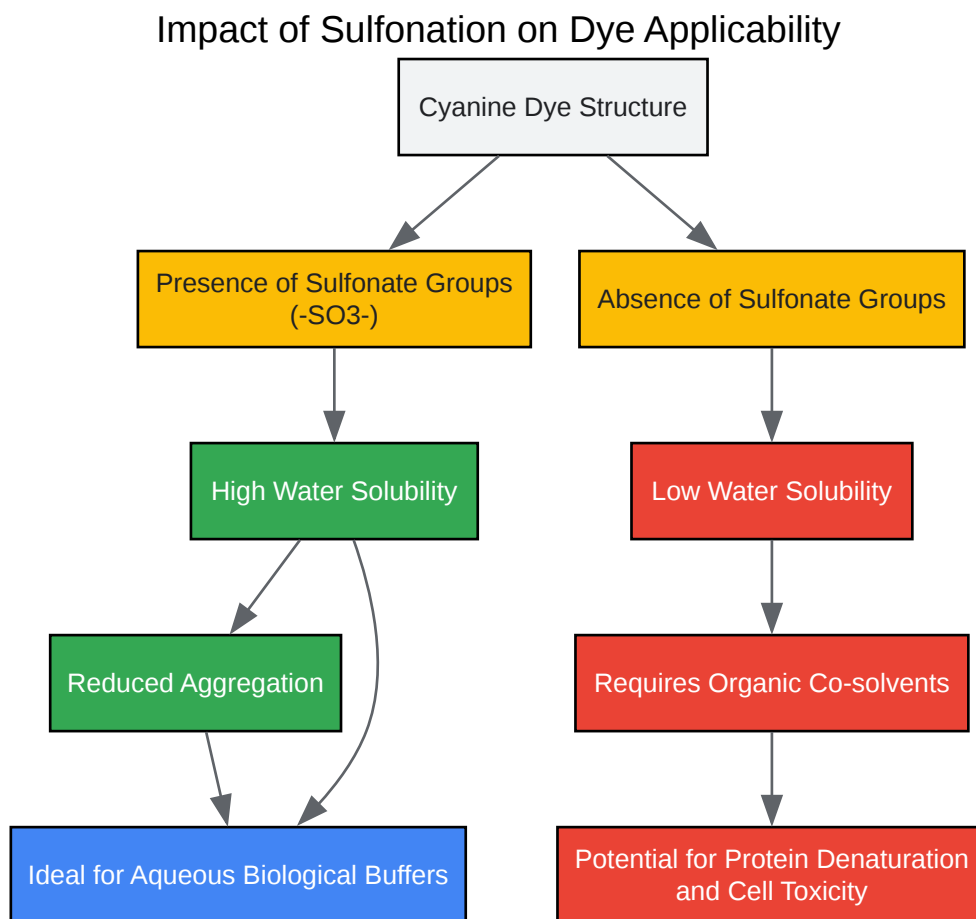 Impact of Sulfonation on Dye Applicability
Cyanine Dye Structure
Presence of Sulfonate Groups
(-SO3-)
Absence of Sulfonate Groups
High Water Solubility
Low Water Solubility
Reduced Aggregation
Requires Organic Co-solvents
Ideal for Aqueous Biological Buffers
Potential for Protein Denaturation
and Cell Toxicity